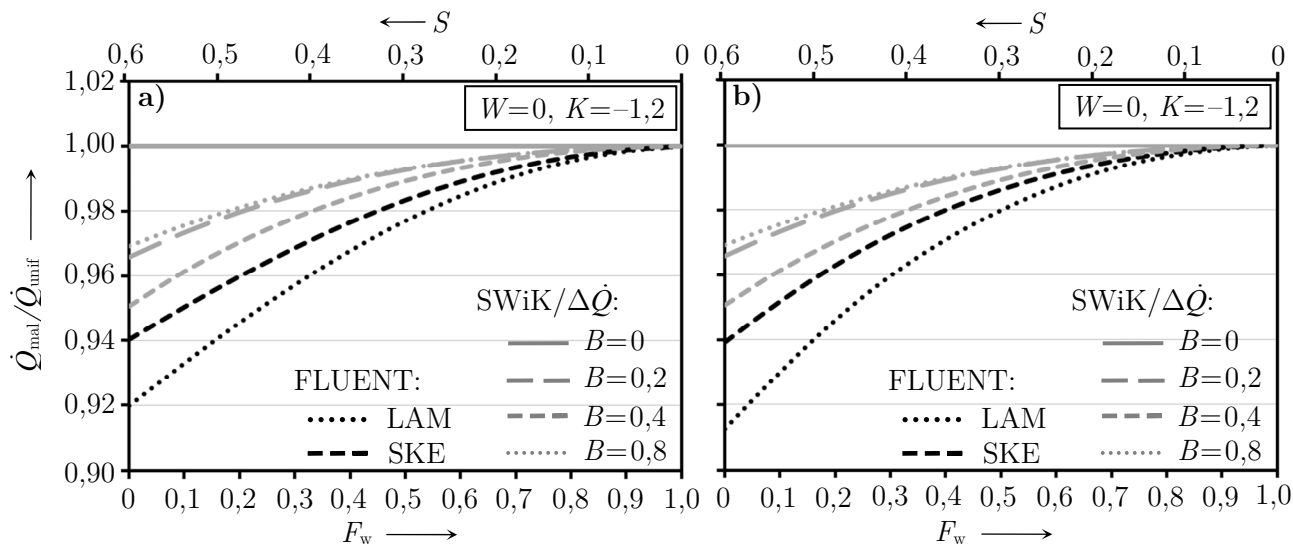 ← S
← S
0,6 0,5 0,4 0,3 0,2 0,1 0
0,6 0,5 0,4 0,3 0,2 0,1 0
1,02
1,00
0,98
0,96
0,94
0,92
0,90
Q̇mal/Q̇unif →
a)
W=0, K=–1,2
SWiK/ΔQ̇:
B=0
B=0,2
B=0,4
B=0,8
FLUENT:
LAM
SKE
0 0,1 0,2 0,3 0,4 0,5 0,6 0,7 0,8 0,9 1,0
Fw →
b)
W=0, K=–1,2
SWiK/ΔQ̇:
B=0
B=0,2
B=0,4
B=0,8
FLUENT:
LAM
SKE
0 0,1 0,2 0,3 0,4 0,5 0,6 0,7 0,8 0,9 1,0
Fw →